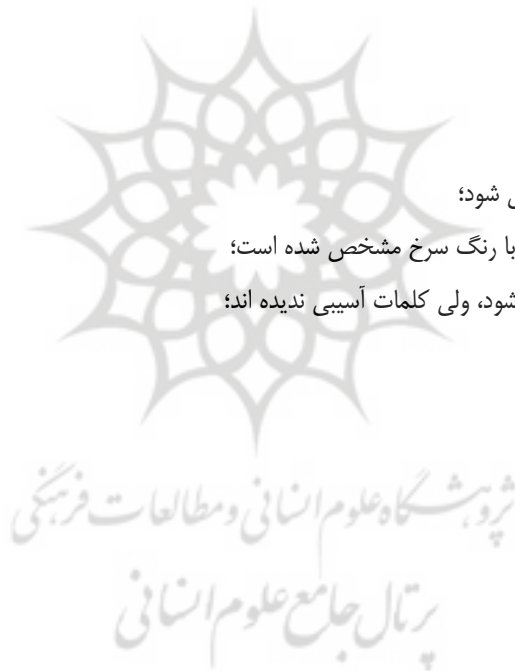 شود؛
با رنگ سرخ مشخص شده است؛
شود، ولی کلمات آسیبی ندیده اند؛
پژوهشگاه علوم انسانی و مطالعات فرهنگی
پرتال جامع علوم انسانی